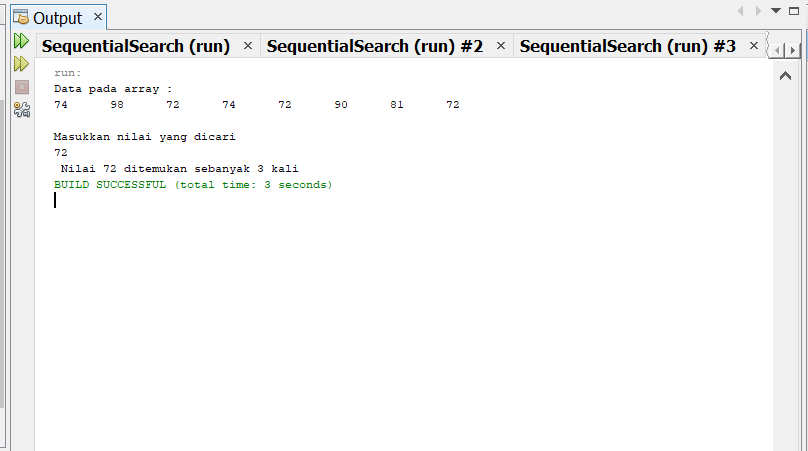 Output ×
SequentialSearch (run) × SequentialSearch (run) #2 × SequentialSearch (run) #3 ×
run:
Data pada array :
74 98 72 74 72 90 81 72
Masukkan nilai yang dicari
72
Nilai 72 ditemukan sebanyak 3 kali
BUILD SUCCESSFUL (total time: 3 seconds)